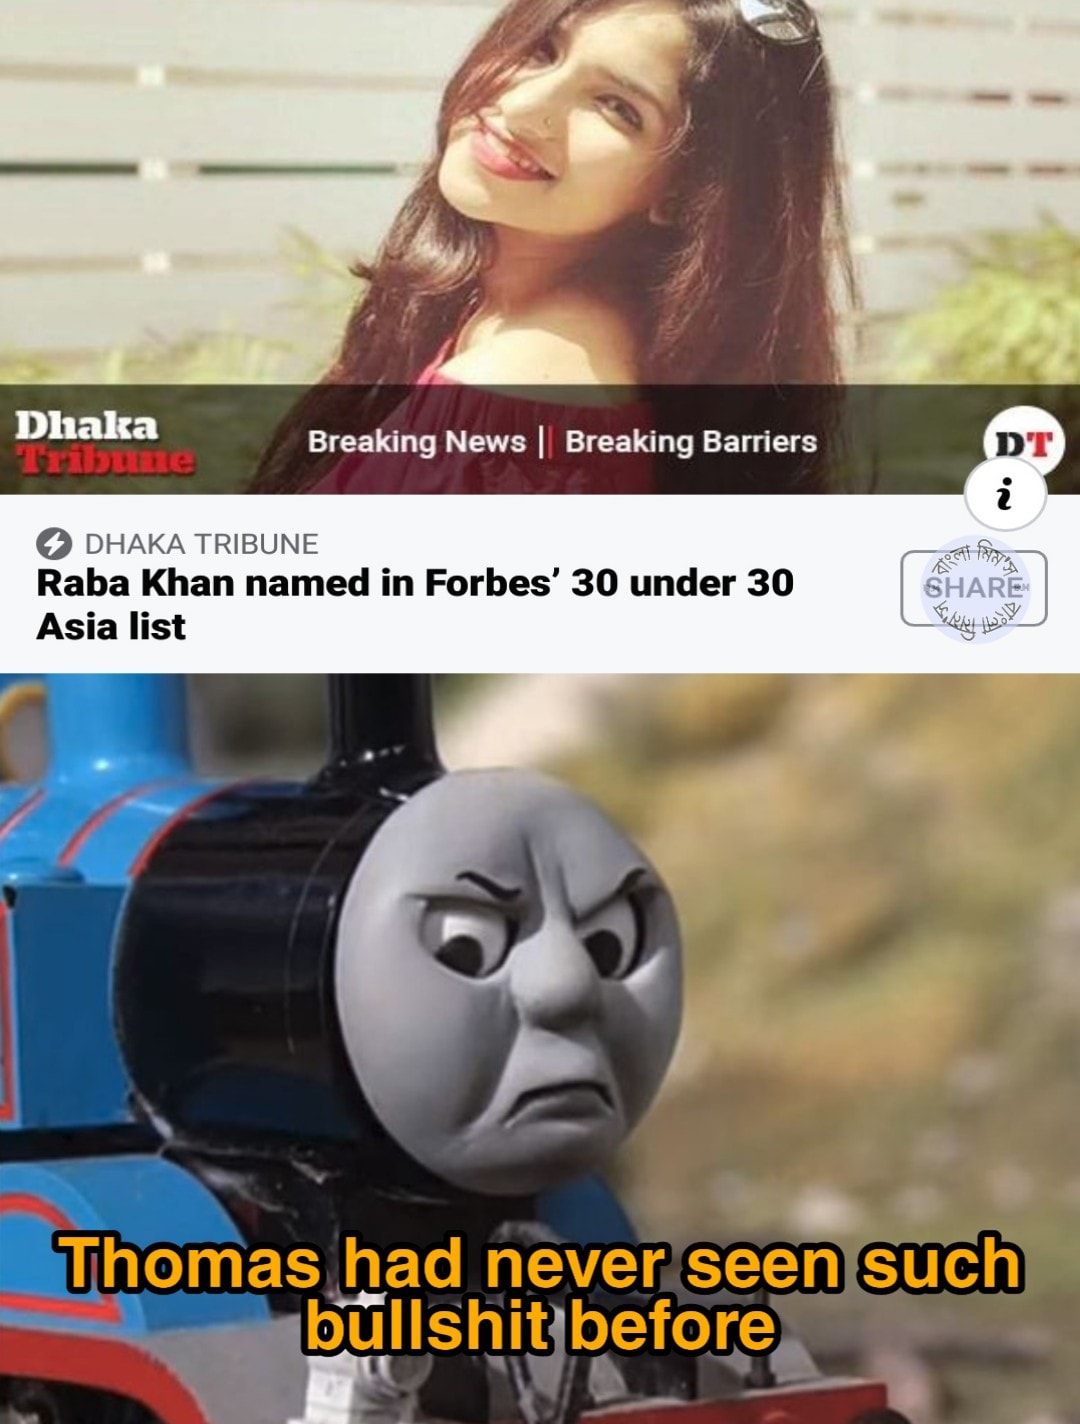 Dhaka
Tribune
Breaking News || Breaking Barriers
DT
i
DHAKA TRIBUNE
Raba Khan named in Forbes’ 30 under 30
Asia list
বাংলা মিম'স
SHARE
বাংলা মিম'স
Thomas had never seen such
bullshit before